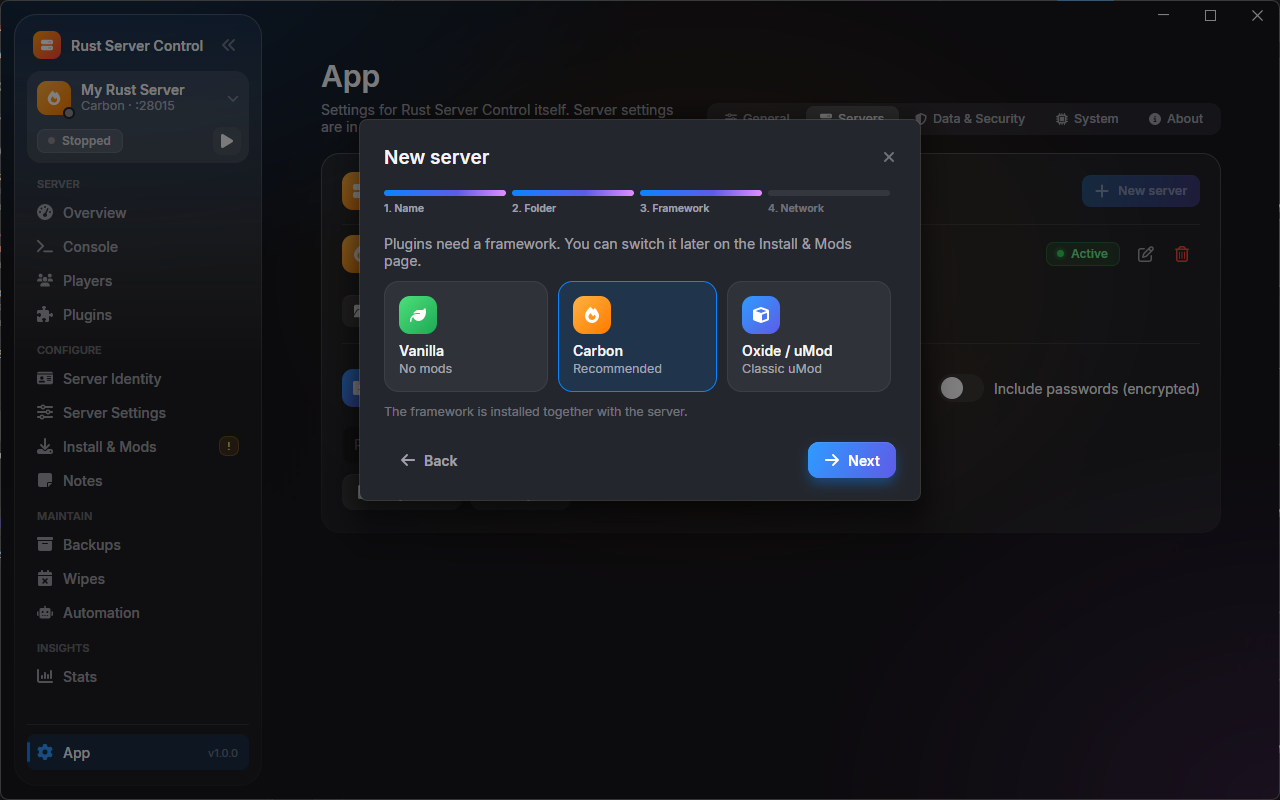 Rust Server Control
My Rust Server
Carbon · :28015
Stopped
SERVER
Overview
Console
Players
Plugins
CONFIGURE
Server Identity
Server Settings
Install & Mods
!
Notes
MAINTAIN
Backups
Wipes
Automation
INSIGHTS
Stats
App
v1.0.0
App
Settings for Rust Server Control itself. Server settings
are in
General
Servers
Data & Security
System
About
New server
Active
Include passwords (encrypted)
New server
1. Name
2. Folder
3. Framework
4. Network
Plugins need a framework. You can switch it later on the Install & Mods
page.
Vanilla
No mods
Carbon
Recommended
Oxide / uMod
Classic uMod
The framework is installed together with the server.
Back
Next